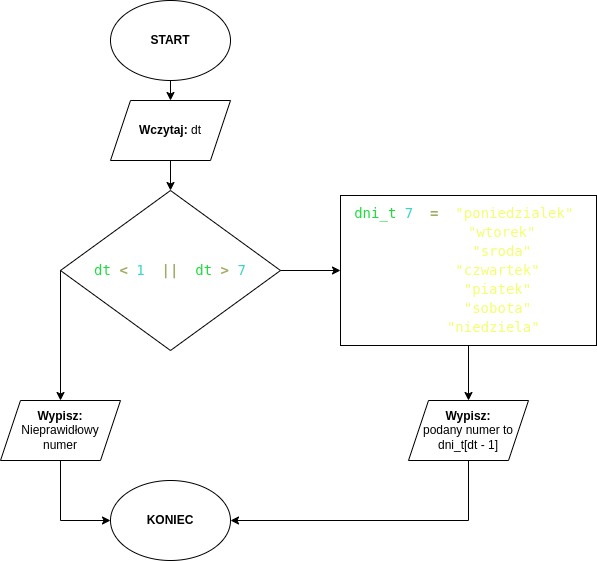 START
Wczytaj: dt
dt < 1 || dt > 7
dni_t 7 = "poniedzialek"
"wtorek"
"sroda"
"czwartek"
"piatek"
"sobota"
"niedziela"
Wypisz:
Nieprawidłowy
numer
Wypisz:
podany numer to
dni_t[dt - 1]
KONIEC